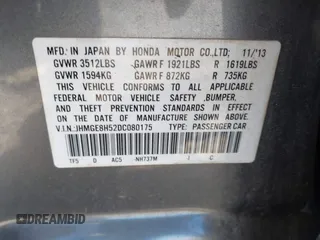 MFD. IN JAPAN BY HONDA MOTOR CO.,LTD. 11/'13
GVWR 3512LBS GAWR F 1921LBS R 1619LBS
GVWR 1594KG GAWR F 872KG R 735KG
THIS VEHICLE CONFORMS TO ALL APPLICABLE
FEDERAL MOTOR VEHICLE SAFETY ,BUMPER,
AND THEFT PREVENTION STANDARDS IN EFFECT
ON THE DATE OF MANUFACTURE SHOWN ABOVE.
V.I.N.:JHMGE8H52DC080175 TYPE: PASSENGER CAR
TF5 D AC5 NH737M I C
DREAMBID